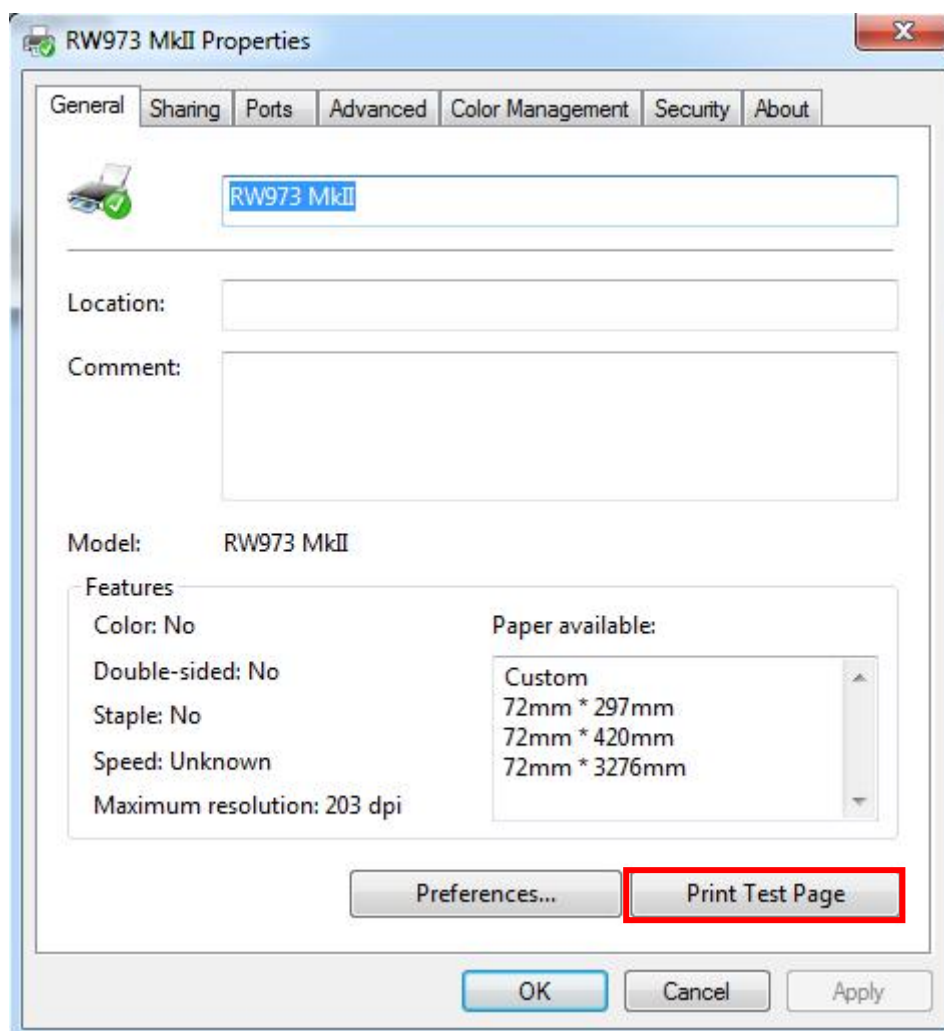 RW973 MkII Properties
General Sharing Ports Advanced Color Management Security About
RW973 MkII
Location:
Comment:
Model: RW973 MkII
Features
Color: No
Double-sided: No
Staple: No
Speed: Unknown
Maximum resolution: 203 dpi
Paper available:
Custom
72mm * 297mm
72mm * 420mm
72mm * 3276mm
Preferences... Print Test Page
OK Cancel Apply